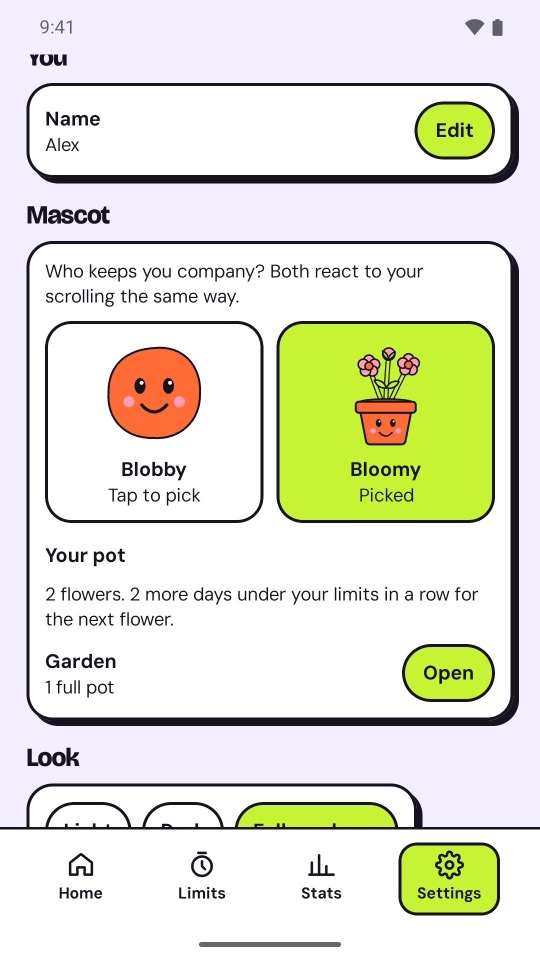 9:41
You
Name
Alex
Edit
Mascot
Who keeps you company? Both react to your
scrolling the same way.
Blobby
Tap to pick
Bloomy
Picked
Your pot
2 flowers. 2 more days under your limits in a row for
the next flower.
Garden
1 full pot
Open
Look
Home
Limits
Stats
Settings